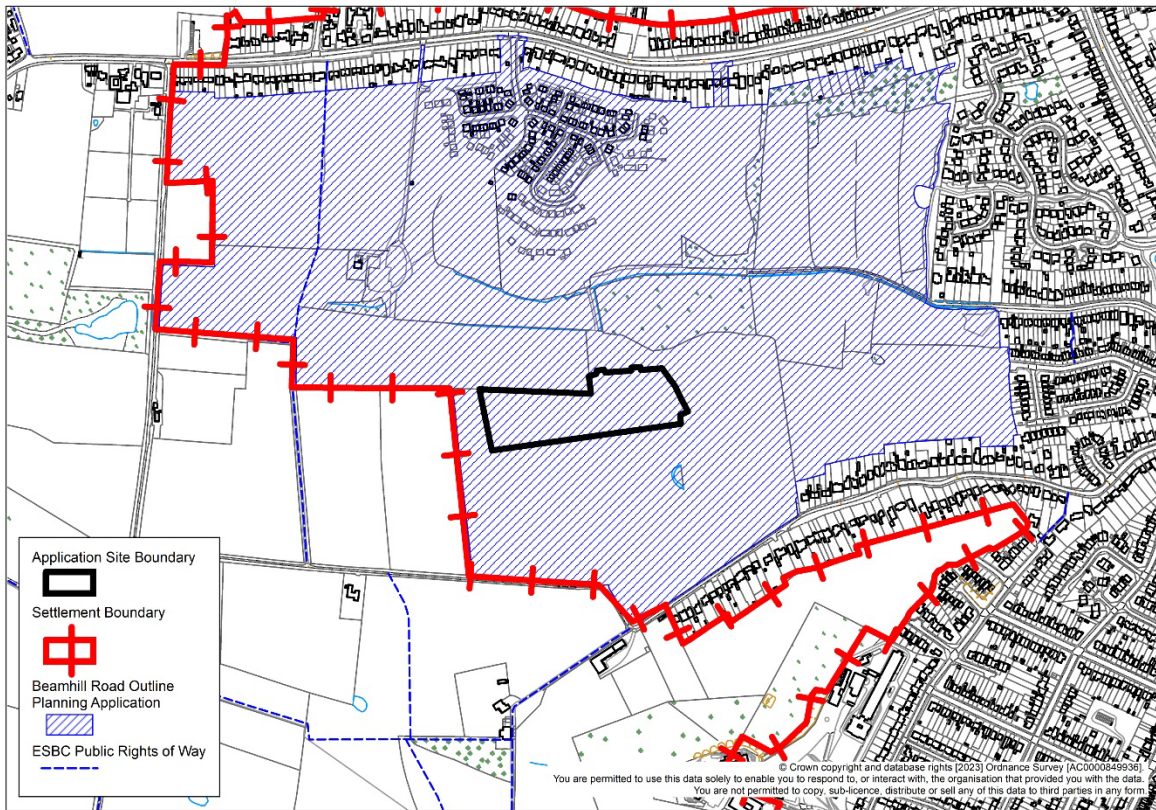 Application Site Boundary
Settlement Boundary
Beamhill Road Outline
Planning Application
ESBC Public Rights of Way
© Crown copyright and database rights [2023] Ordnance Survey [AC0000849936].
You are permitted to use this data solely to enable you to respond to, or interact with, the organisation that provided you with the data.
You are not permitted to copy, sub-licence, distribute or sell any of this data to third parties in any form.